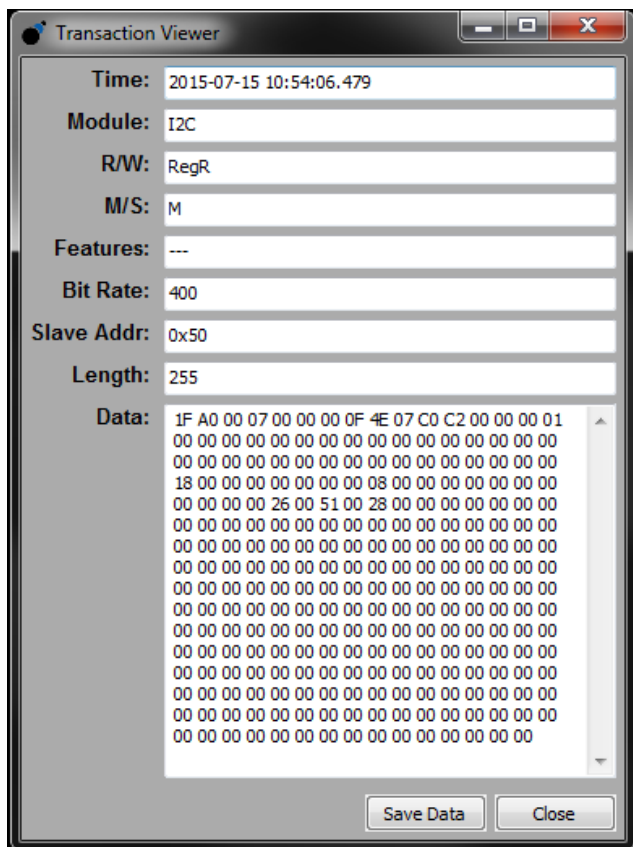 Transaction Viewer
Time: 2015-07-15 10:54:06.479
Module: I2C
R/W: RegR
M/S: M
Features: ---
Bit Rate: 400
Slave Addr: 0x50
Length: 255
Data: 1F A0 00 07 00 00 00 0F 4E 07 C0 C2 00 00 00 01
00 00 00 00 00 00 00 00 00 00 00 00 00 00 00 00
00 00 00 00 00 00 00 00 00 00 00 00 00 00 00 00
18 00 00 00 00 00 00 00 08 00 00 00 00 00 00 00
00 00 00 00 26 00 51 00 28 00 00 00 00 00 00 00
00 00 00 00 00 00 00 00 00 00 00 00 00 00 00 00
00 00 00 00 00 00 00 00 00 00 00 00 00 00 00 00
00 00 00 00 00 00 00 00 00 00 00 00 00 00 00 00
00 00 00 00 00 00 00 00 00 00 00 00 00 00 00 00
00 00 00 00 00 00 00 00 00 00 00 00 00 00 00 00
00 00 00 00 00 00 00 00 00 00 00 00 00 00 00 00
00 00 00 00 00 00 00 00 00 00 00 00 00 00 00 00
00 00 00 00 00 00 00 00 00 00 00 00 00 00 00 00
00 00 00 00 00 00 00 00 00 00 00 00 00 00 00 00
00 00 00 00 00 00 00 00 00 00 00 00 00 00 00 00
00 00 00 00 00 00 00 00 00 00 00 00 00 00 00
Save Data Close